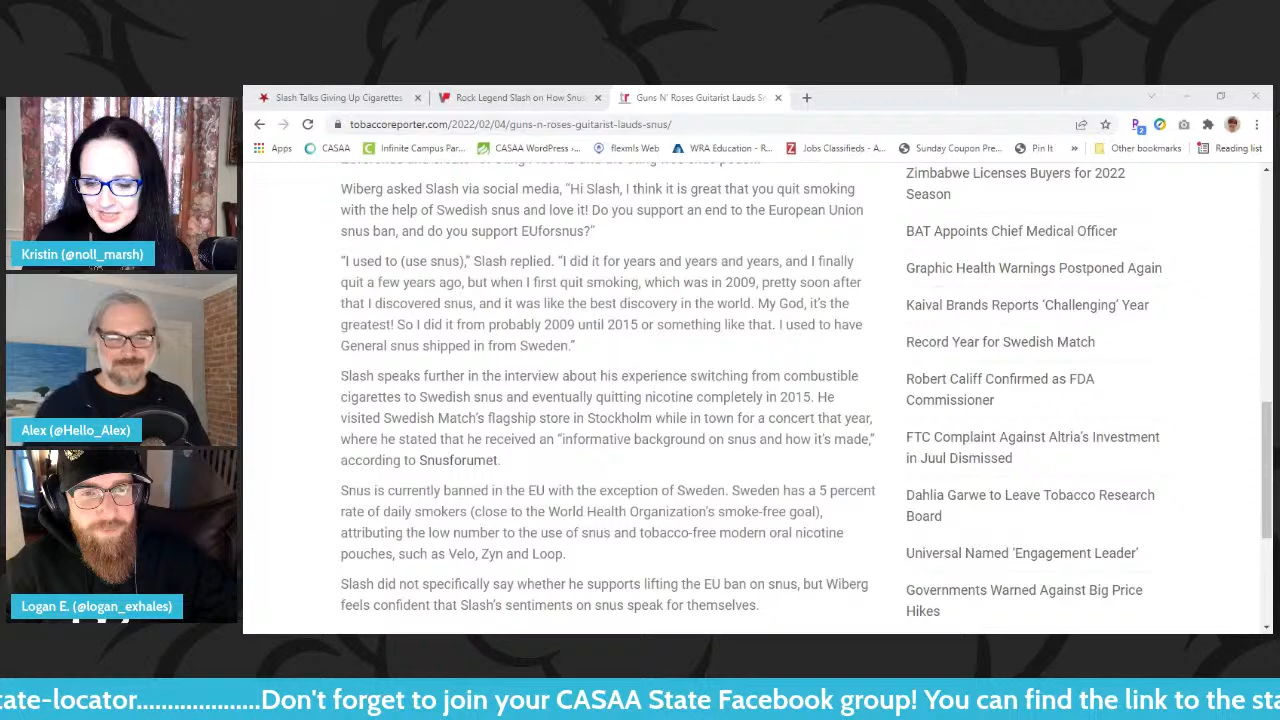 Slash Talks Giving Up Cigarettes
Rock Legend Slash on How Snus
Guns N' Roses Guitarist Lauds Sn
tobaccoreporter.com/2022/02/04/guns-n-roses-guitarist-lauds-snus/
Apps
CASAA
Infinite Campus Par...
CASAA WordPress ›...
flexmls Web
WRA Education - R...
Jobs Classifieds - A...
Sunday Coupon Pre...
Pin It
»
Other bookmarks
Reading list
Wiberg asked Slash via social media, “Hi Slash, I think it is great that you quit smoking
with the help of Swedish snus and love it! Do you support an end to the European Union
snus ban, and do you support EUforsnus?”
“I used to (use snus),” Slash replied. “I did it for years and years and years, and I finally
quit a few years ago, but when I first quit smoking, which was in 2009, pretty soon after
that I discovered snus, and it was like the best discovery in the world. My God, it’s the
greatest! So I did it from probably 2009 until 2015 or something like that. I used to have
General snus shipped in from Sweden.”
Slash speaks further in the interview about his experience switching from combustible
cigarettes to Swedish snus and eventually quitting nicotine completely in 2015. He
visited Swedish Match’s flagship store in Stockholm while in town for a concert that year,
where he stated that he received an “informative background on snus and how it's made,”
according to Snusforumet.
Snus is currently banned in the EU with the exception of Sweden. Sweden has a 5 percent
rate of daily smokers (close to the World Health Organization’s smoke-free goal),
attributing the low number to the use of snus and tobacco-free modern oral nicotine
pouches, such as Velo, Zyn and Loop.
Slash did not specifically say whether he supports lifting the EU ban on snus, but Wiberg
feels confident that Slash’s sentiments on snus speak for themselves.
Zimbabwe Licenses Buyers for 2022
Season
BAT Appoints Chief Medical Officer
Graphic Health Warnings Postponed Again
Kaival Brands Reports ‘Challenging’ Year
Record Year for Swedish Match
Robert Califf Confirmed as FDA
Commissioner
FTC Complaint Against Altria’s Investment
in Juul Dismissed
Dahlia Garwe to Leave Tobacco Research
Board
Universal Named ‘Engagement Leader’
Governments Warned Against Big Price
Hikes
Kristin (@noll_marsh)
Alex (@Hello_Alex)
Logan E. (@logan_exhales)
tate-locator....................Don't forget to join your CASAA State Facebook group! You can find the link to the sta